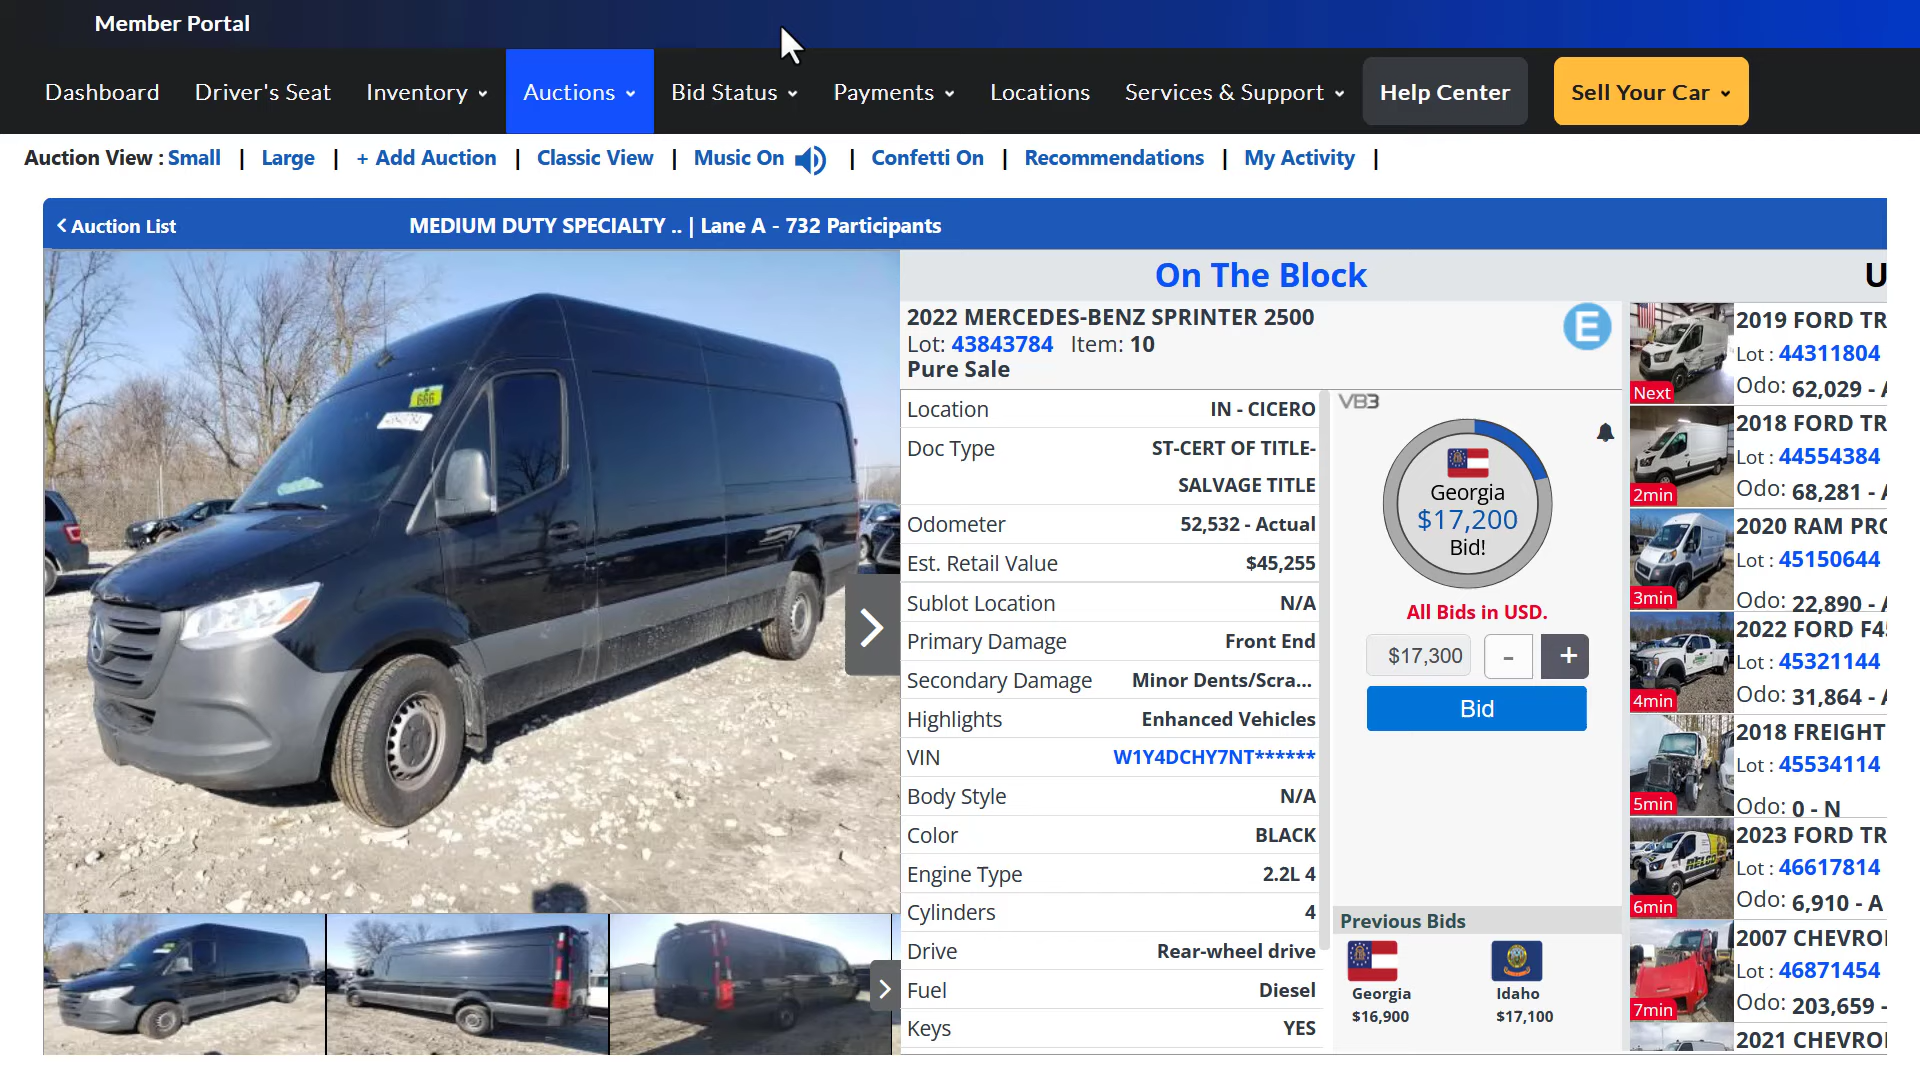 Member Portal
Dashboard Driver's Seat Inventory Auctions Bid Status Payments Locations Services & Support Help Center Sell Your Car
Auction View : Small | Large | + Add Auction | Classic View | Music On | Confetti On | Recommendations | My Activity |
< Auction List MEDIUM DUTY SPECIALTY .. | Lane A - 732 Participants
On The Block
2022 MERCEDES-BENZ SPRINTER 2500
Lot: 43843784 Item: 10
Pure Sale
E
Location IN - CICERO
Doc Type ST-CERT OF TITLE-
SALVAGE TITLE
Odometer 52,532 - Actual
Est. Retail Value $45,255
Sublot Location N/A
Primary Damage Front End
Secondary Damage Minor Dents/Scra...
Highlights Enhanced Vehicles
VIN W1Y4DCHY7NT******
Body Style N/A
Color BLACK
Engine Type 2.2L 4
Cylinders 4
Drive Rear-wheel drive
Fuel Diesel
Keys YES
VB3
Georgia
$17,200
Bid!
All Bids in USD.
$17,300 - +
Bid
Previous Bids
Georgia Idaho
$16,900 $17,100
U
2019 FORD TR
Lot : 44311804
Odo: 62,029 - A
Next
2018 FORD TR
Lot : 44554384
Odo: 68,281 - A
2min
2020 RAM PRO
Lot : 45150644
Odo: 22,890 - A
3min
2022 FORD F45
Lot : 45321144
Odo: 31,864 - A
4min
2018 FREIGHT
Lot : 45534114
Odo: 0 - N
5min
2023 FORD TR
Lot : 46617814
Odo: 6,910 - A
6min
2007 CHEVROL
Lot : 46871454
Odo: 203,659 -
7min
2021 CHEVROL
666